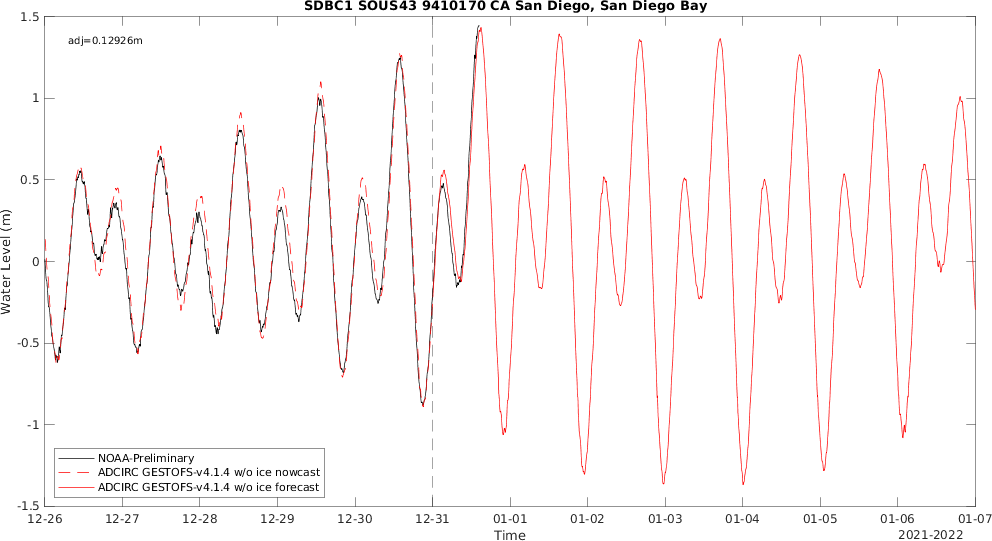 SDBC1 SOUS43 9410170 CA San Diego, San Diego Bay
adj=0.12926m
1.5
1
0.5
0
-0.5
-1
-1.5
Water Level (m)
NOAA-Preliminary
ADCIRC GESTOFS-v4.1.4 w/o ice nowcast
ADCIRC GESTOFS-v4.1.4 w/o ice forecast
12-26 12-27 12-28 12-29 12-30 12-31 01-01 01-02 01-03 01-04 01-05 01-06 01-07
Time
2021-2022